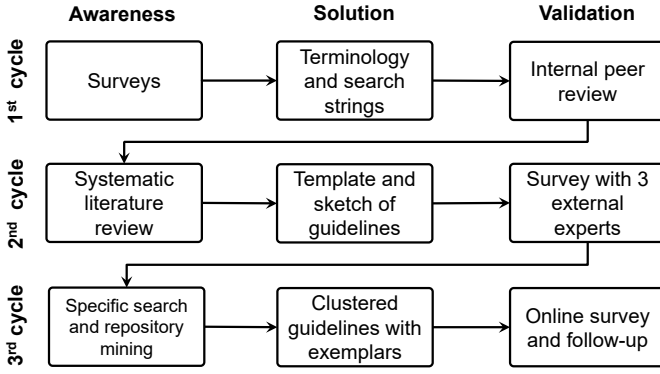 Awareness
Solution
Validation
1st cycle
Surveys
Terminology
and search
strings
Internal peer
review
2nd cycle
Systematic
literature
review
Template and
sketch of
guidelines
Survey with 3
external
experts
3rd cycle
Specific search
and repository
mining
Clustered
guidelines with
exemplars
Online survey
and follow-up